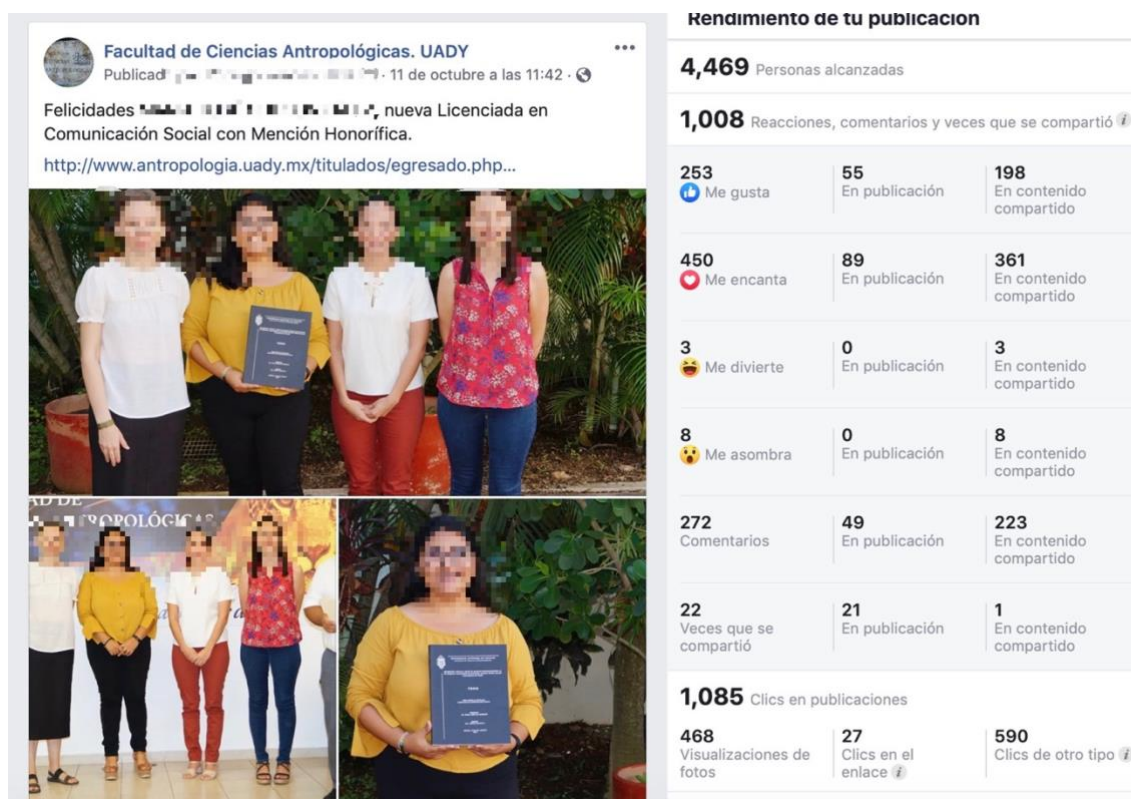 Facultad de Ciencias Antropológicas. UADY
Publicad · 11 de octubre a las 11:42 ·
Felicidades , nueva Licenciada en
Comunicación Social con Mención Honorífica.
http://www.antropologia.uady.mx/titulados/egresado.php...
AD DE
ROPOLÓGICAS
Rendimiento de tu publicación
4,469 Personas alcanzadas
1,008 Reacciones, comentarios y veces que se compartió
253 55 198
Me gusta En publicación En contenido
compartido
450 89 361
Me encanta En publicación En contenido
compartido
3 0 3
Me divierte En publicación En contenido
compartido
8 0 8
Me asombra En publicación En contenido
compartido
272 49 223
Comentarios En publicación En contenido
compartido
22 21 1
Veces que se En publicación En contenido
compartió compartido
1,085 Clics en publicaciones
468 27 590
Visualizaciones de Clics en el Clics de otro tipo
fotos enlace